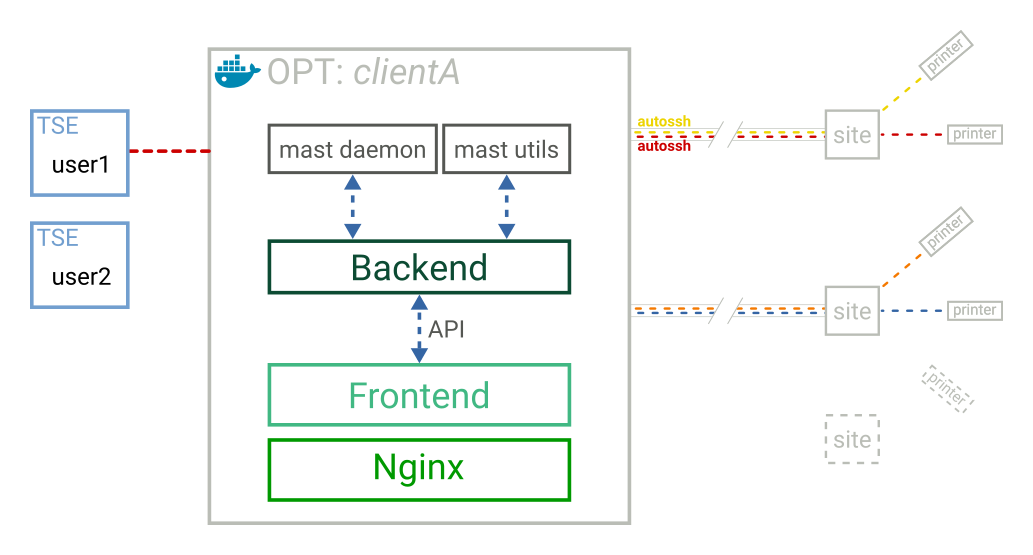 OPT: clientA
TSE
user1
TSE
user2
mast daemon
mast utils
Backend
API
Frontend
Nginx
autossh
autossh
site
printer
printer
site
printer
printer
site
printer